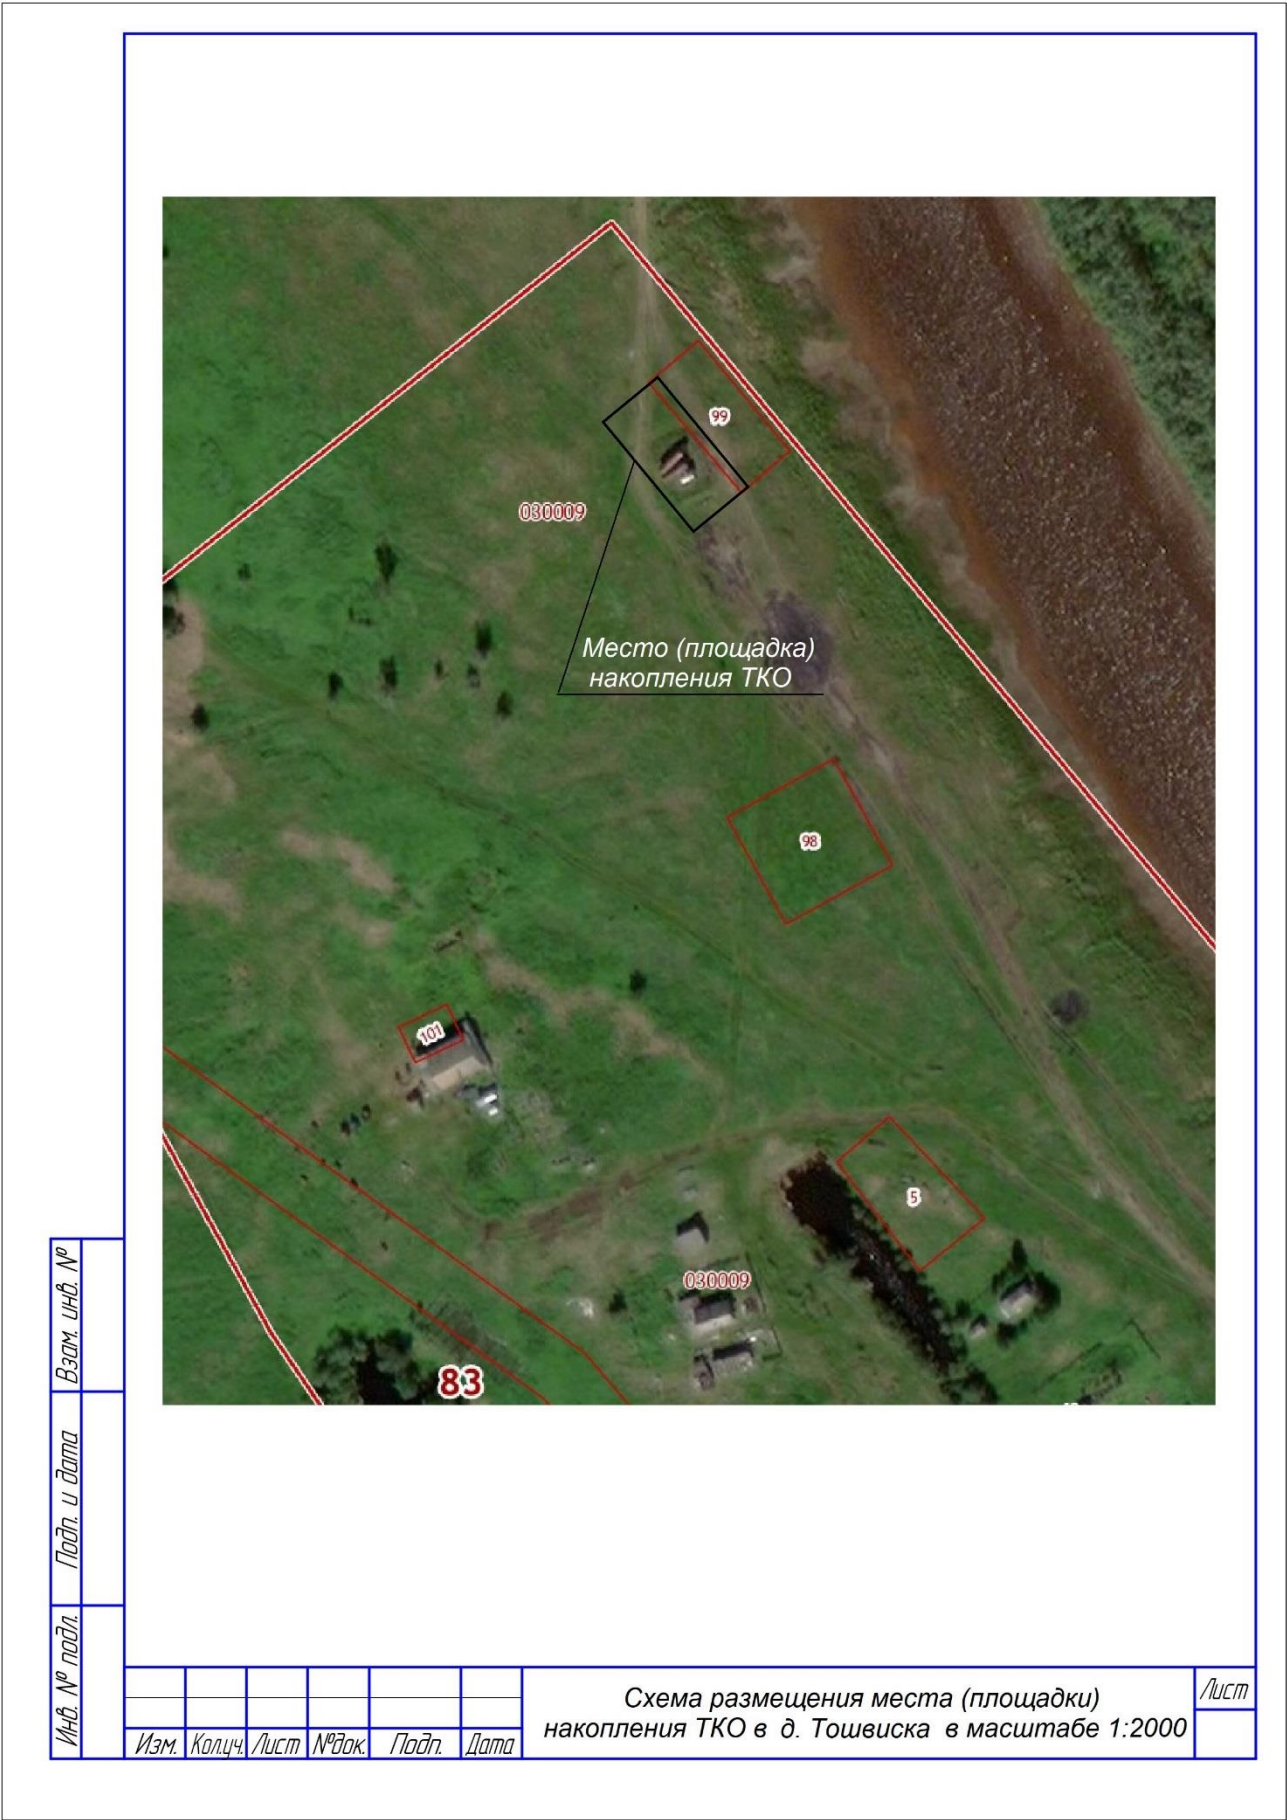 99
030009
Место (площадка)
накопления ТКО
98
101
5
030009
83
Взам. инв. №
Подп. и дата
Инв. № подл.
Изм. Кол.уч. Лист №док. Подп. Дата
Схема размещения места (площадки)
накопления ТКО в д. Тошвиска в масштабе 1:2000
Лист